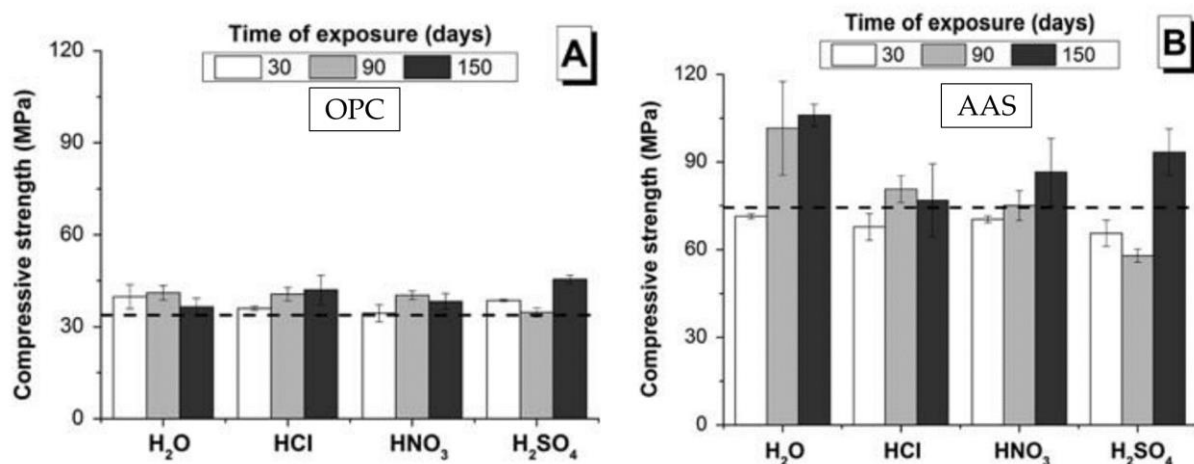 Time of exposure (days)
30 90 150
A
OPC
Compressive strength (MPa)
120
90
60
30
0
H₂O HCl HNO₃ H₂SO₄
Time of exposure (days)
30 90 150
B
AAS
Compressive strength (MPa)
120
90
60
30
0
H₂O HCl HNO₃ H₂SO₄